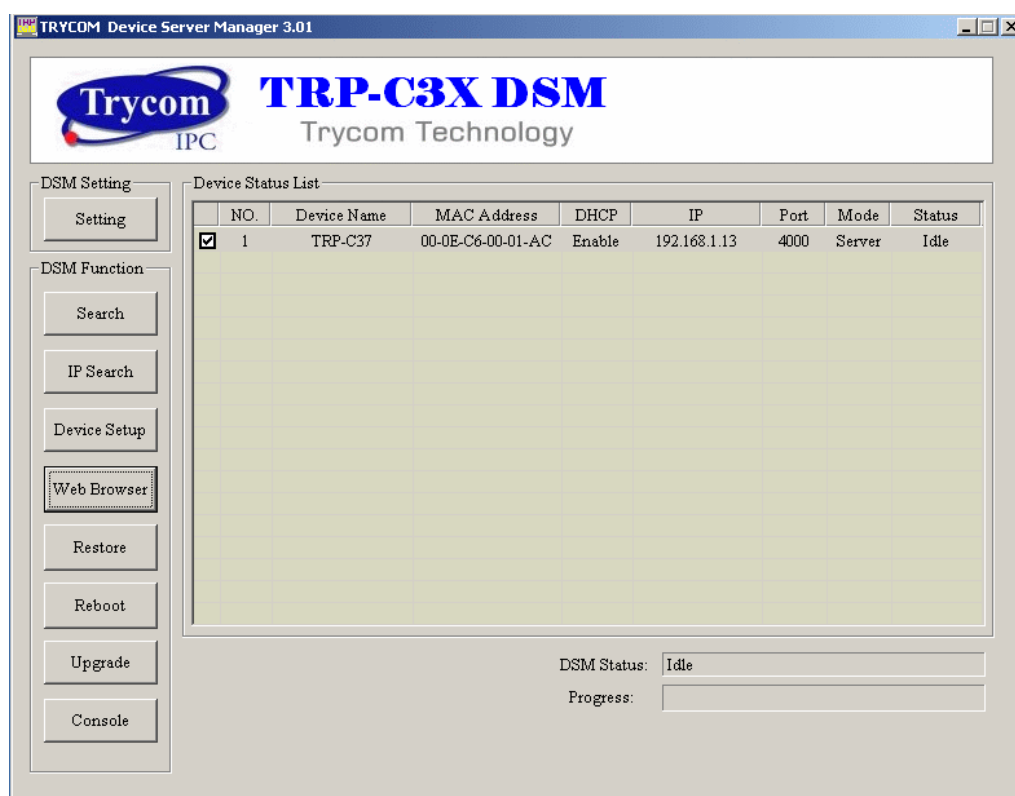 TRYCOM Device Server Manager 3.01
Trycom
IPC
TRP-C3X DSM
Trycom Technology
DSM Setting
Setting
DSM Function
Search
IP Search
Device Setup
Web Browser
Restore
Reboot
Upgrade
Console
Device Status List
NO. Device Name MAC Address DHCP IP Port Mode Status
1 TRP-C37 00-0E-C6-00-01-AC Enable 192.168.1.13 4000 Server Idle
DSM Status: Idle
Progress: